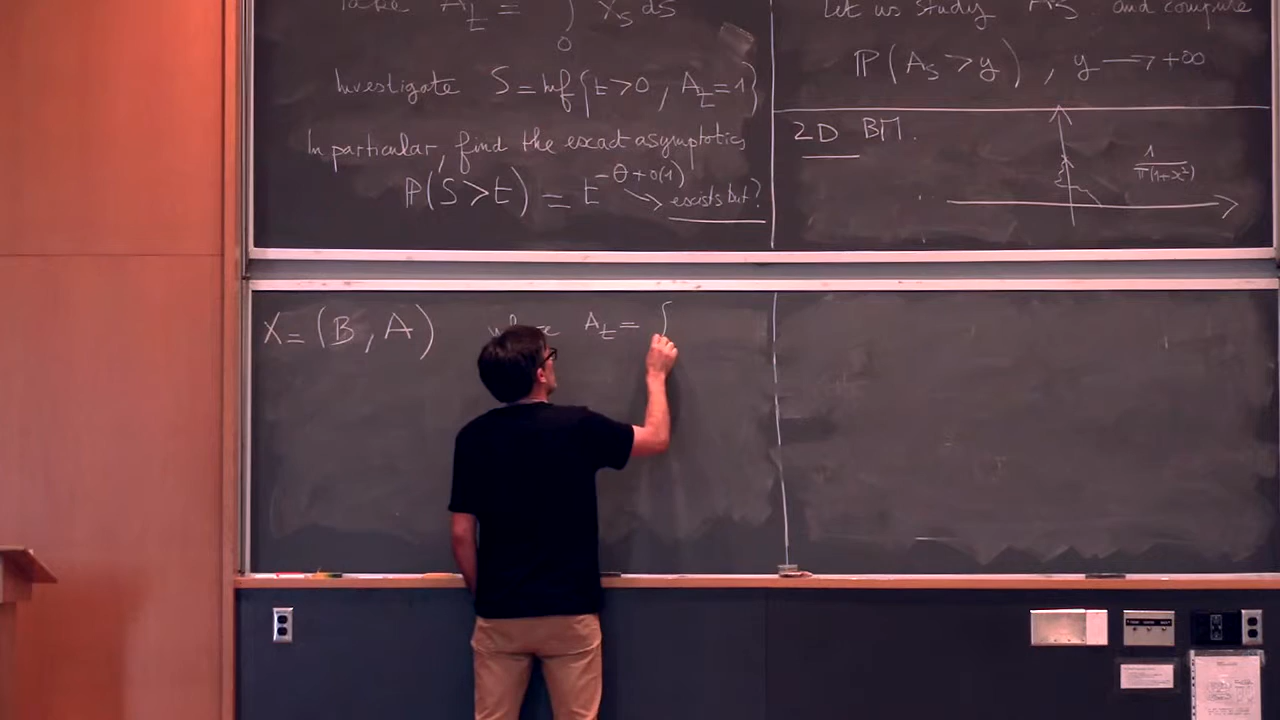 Take A_t = ∫_0 X_s ds
Investigate S = inf{t>0, A_t=1}
In particular, find the exact asymptotics
ℙ(S>t) = t^{-θ+o(1)} → exists but?
Let us study A_S and compute
ℙ(A_S > y), y → +∞
2D BM.
1/π(1+x²)
X = (B, A) where A_t = ∫